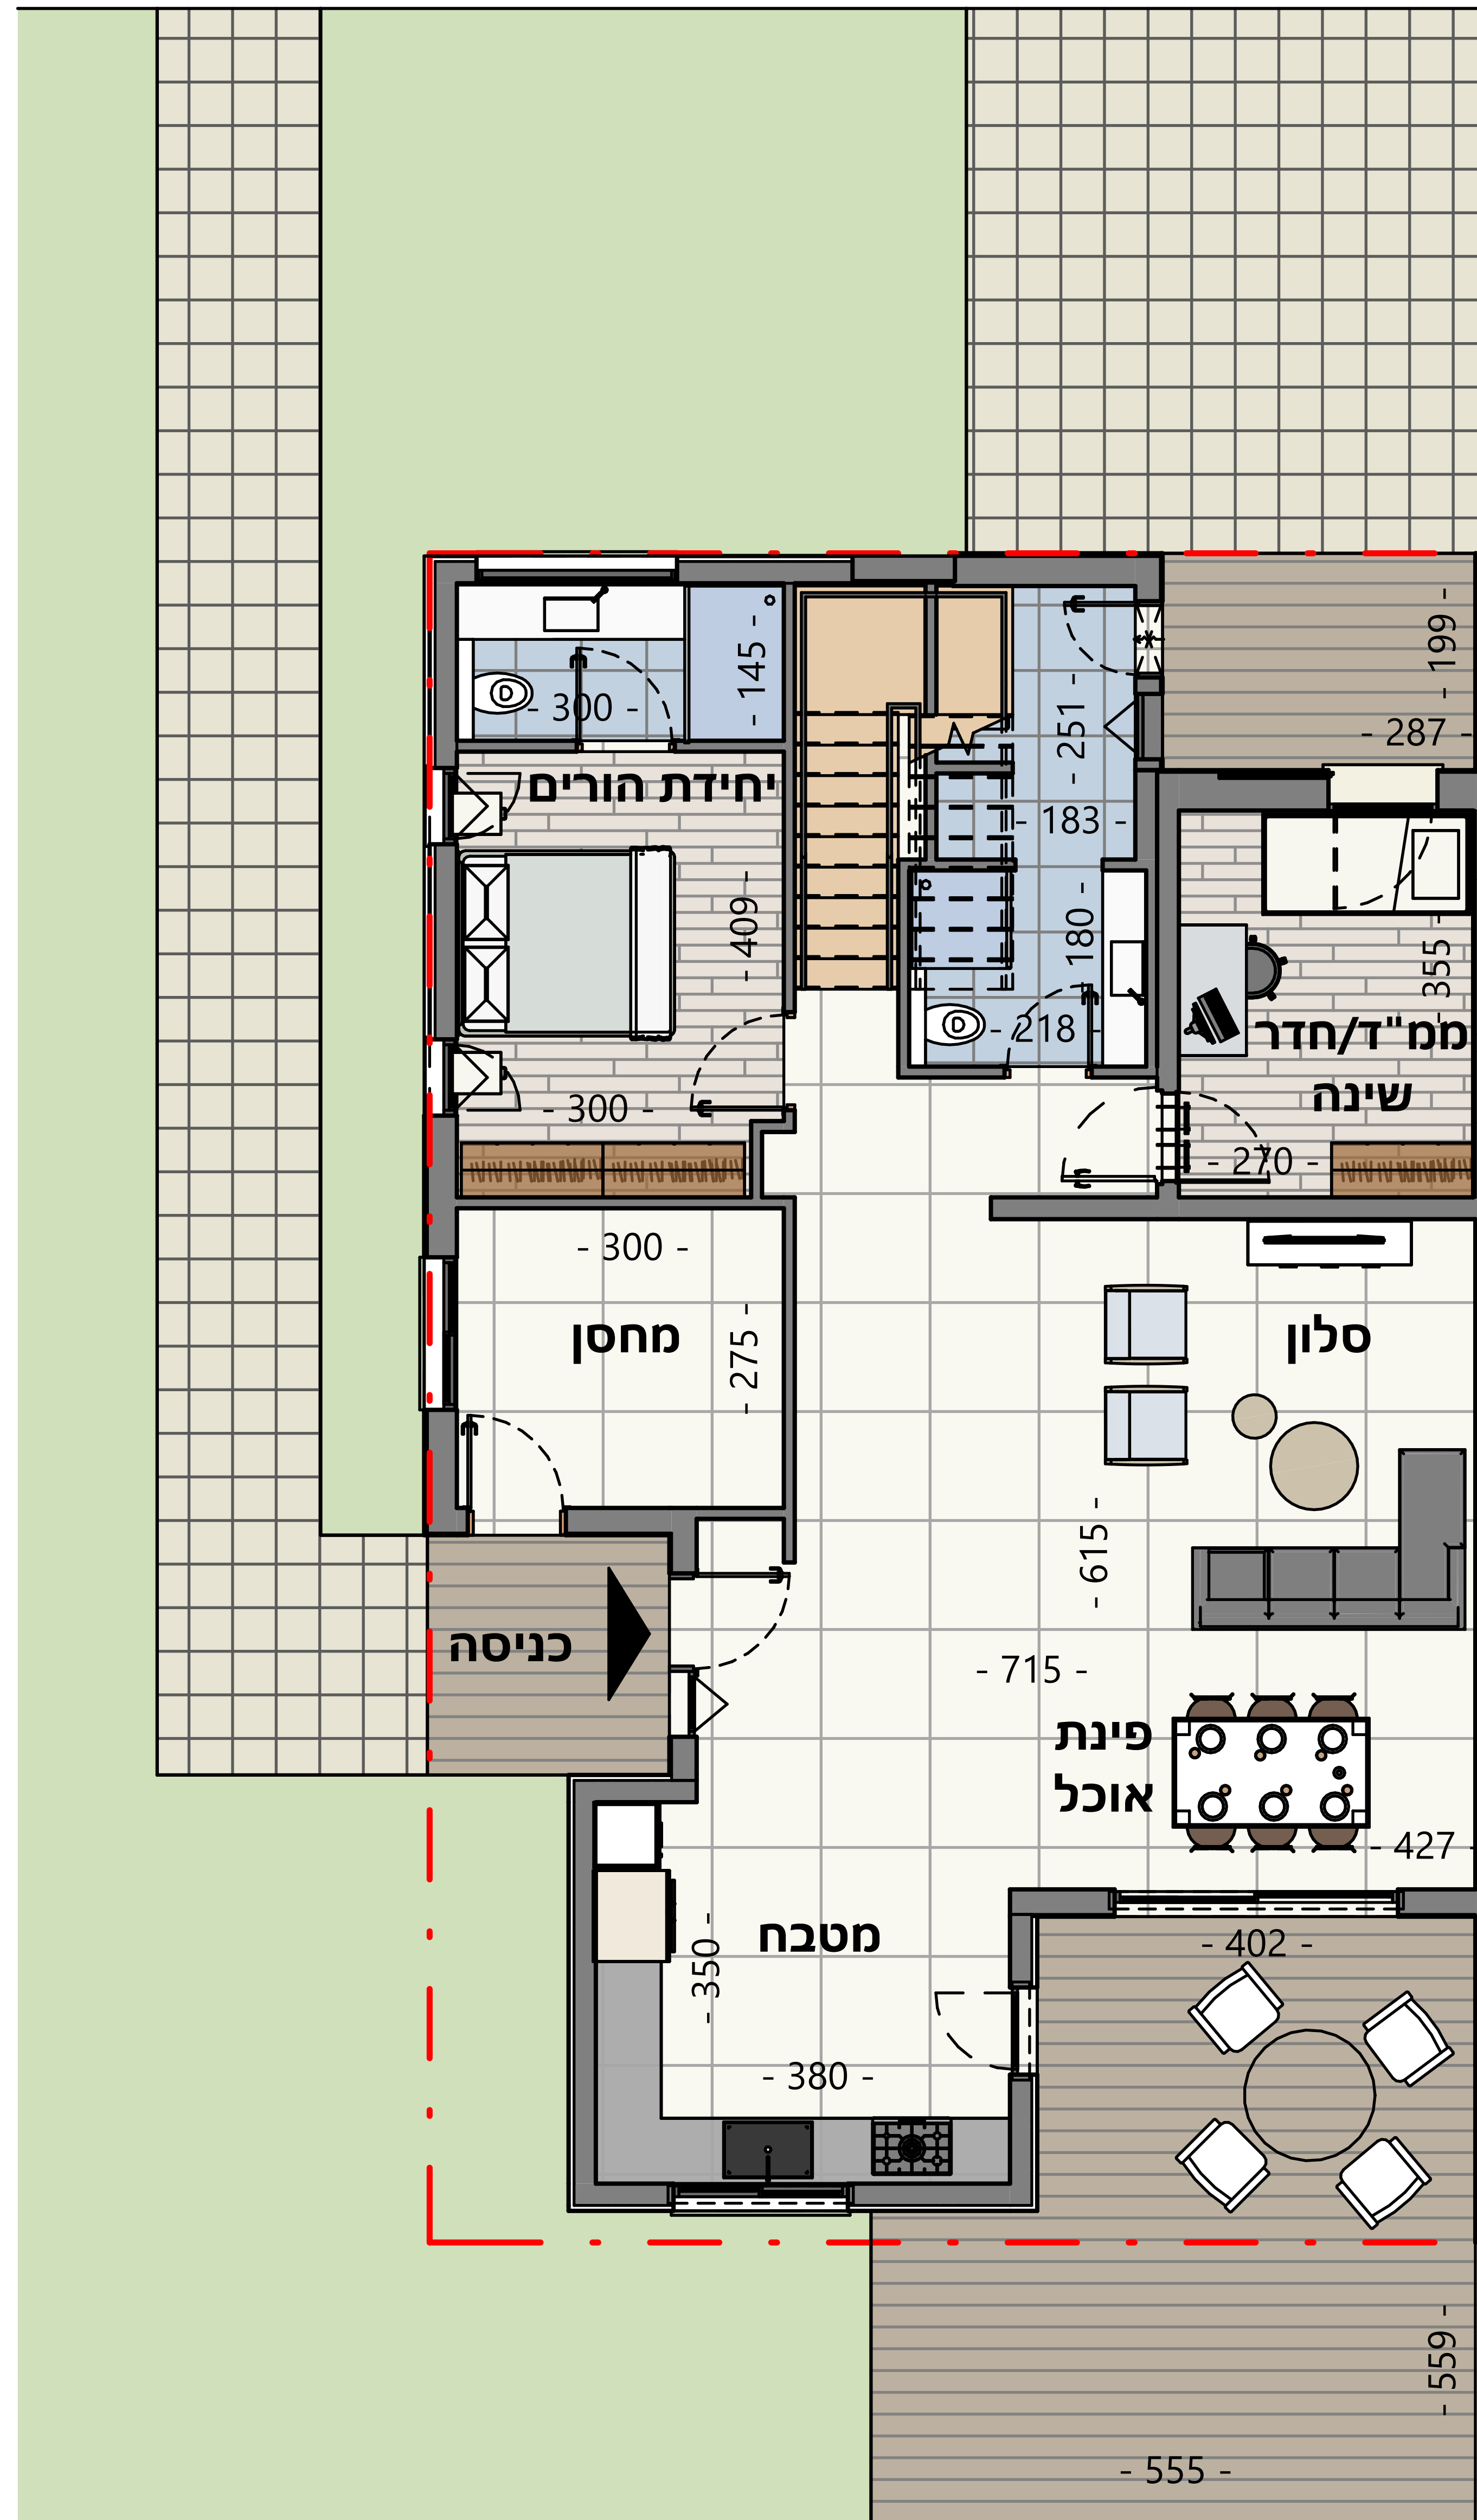 - 199 -
- 145 -
- 300 -
- 251 -
- 287 -
יחידת הורים
- 183 -
- 409 -
- 180 -
- 355 -
- 218 -
ממ"ד/חדר
שינה
- 300 -
- 270 -
- 300 -
מחסן
- 275 -
סלון
- 615 -
כניסה
- 715 -
פינת
אוכל
- 427 -
מטבח
- 402 -
- 350 -
- 380 -
- 559 -
- 555 -